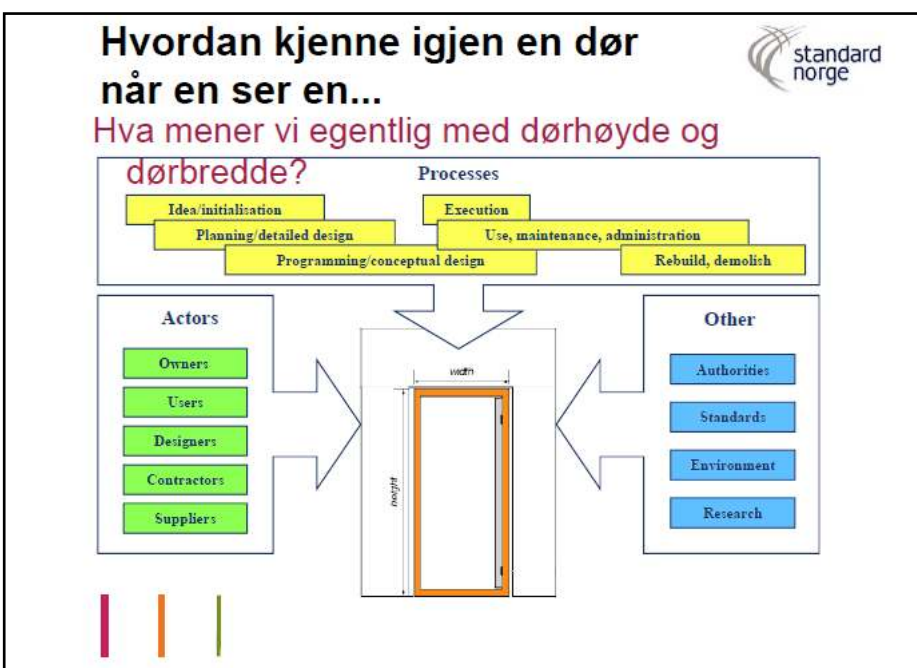 Hvordan kjenne igjen en dør
når en ser en...
standard
norge
Hva mener vi egentlig med dørhøyde og
dørbredde?
Processes
Idea/initialisation
Execution
Planning/detailed design
Use, maintenance, administration
Programming/conceptual design
Rebuild, demolish
Actors
Owners
Users
Designers
Contractors
Suppliers
width
height
Other
Authorities
Standards
Environment
Research